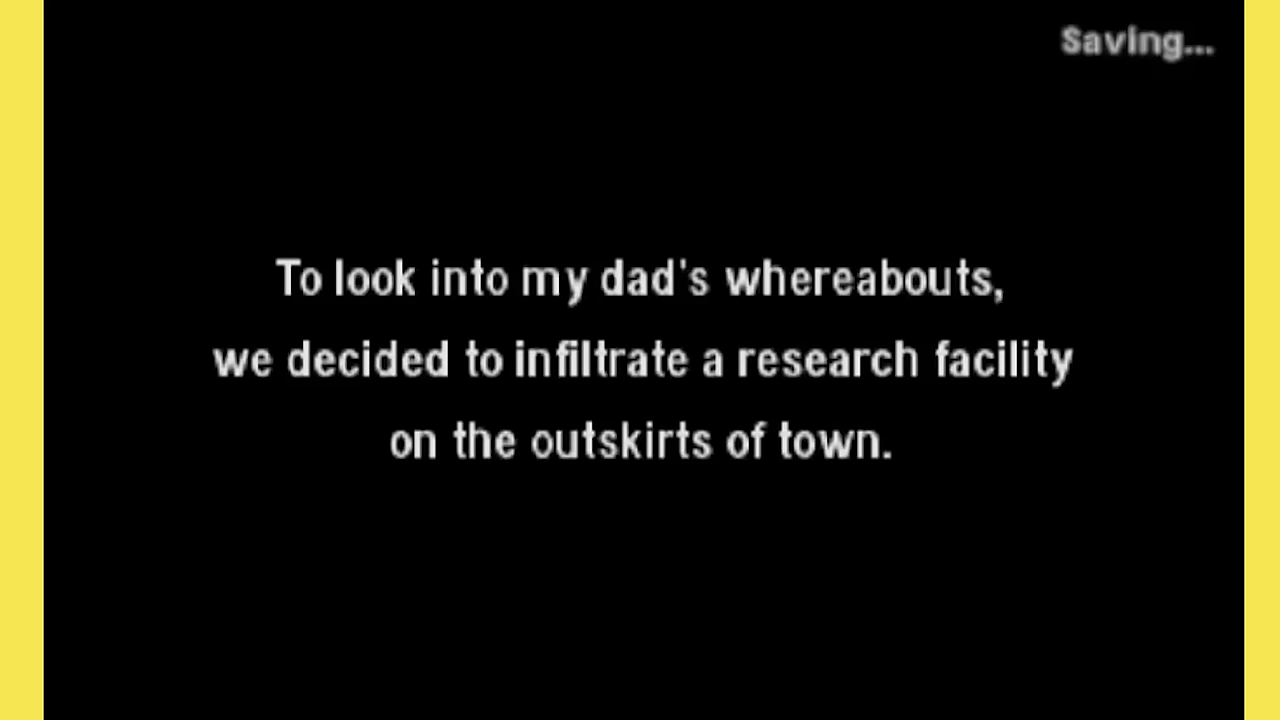 Saving...
To look into my dad's whereabouts,
we decided to infiltrate a research facility
on the outskirts of town.